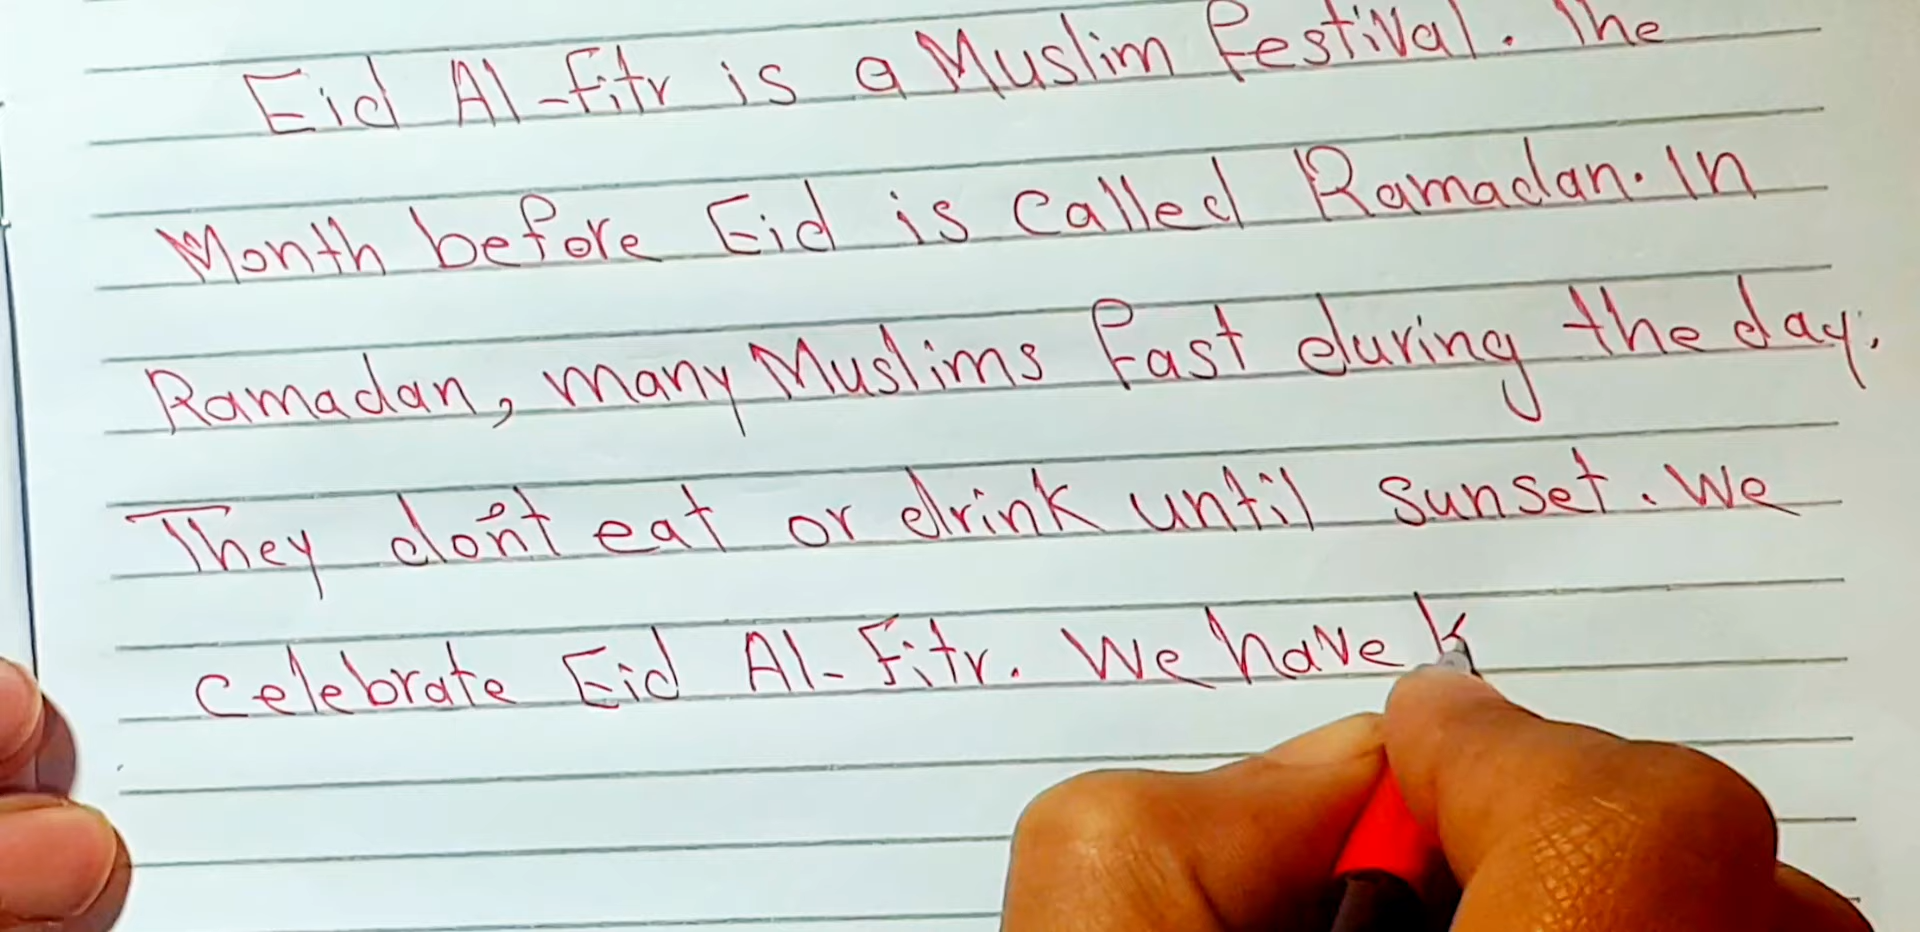 Eid Al-Fitr is a Muslim festival. The
Month before Eid is called Ramadan. In
Ramadan, many Muslims fast during the day.
They don't eat or drink until sunset. We
celebrate Eid Al-Fitr. We have